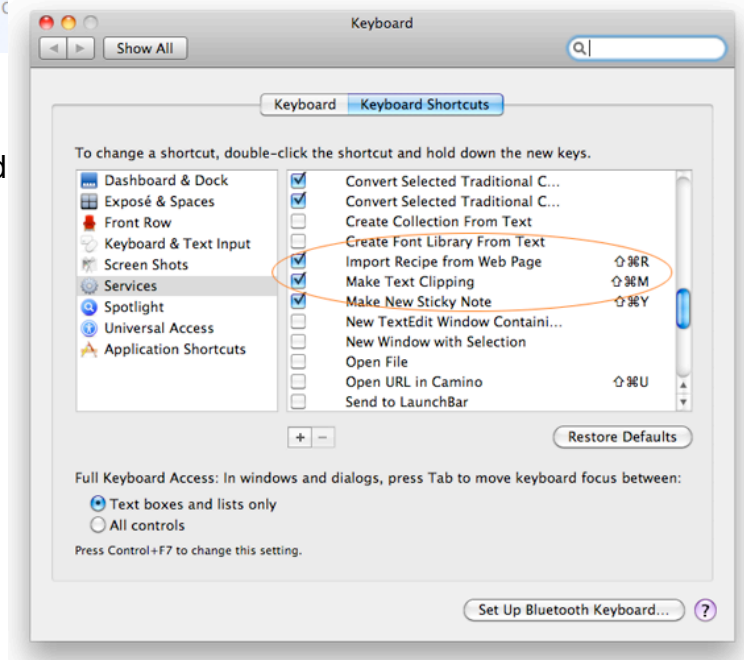 Keyboard
Show All
Keyboard Keyboard Shortcuts
To change a shortcut, double-click the shortcut and hold down the new keys.
Dashboard & Dock
Exposé & Spaces
Front Row
Keyboard & Text Input
Screen Shots
Services
Spotlight
Universal Access
Application Shortcuts
Convert Selected Traditional C...
Convert Selected Traditional C...
Create Collection From Text
Create Font Library From Text
Import Recipe from Web Page ⇧⌘R
Make Text Clipping ⇧⌘M
Make New Sticky Note ⇧⌘Y
New TextEdit Window Containi...
New Window with Selection
Open File
Open URL in Camino ⇧⌘U
Send to LaunchBar
+ −
Restore Defaults
Full Keyboard Access: In windows and dialogs, press Tab to move keyboard focus between:
Text boxes and lists only
All controls
Press Control+F7 to change this setting.
Set Up Bluetooth Keyboard... ?